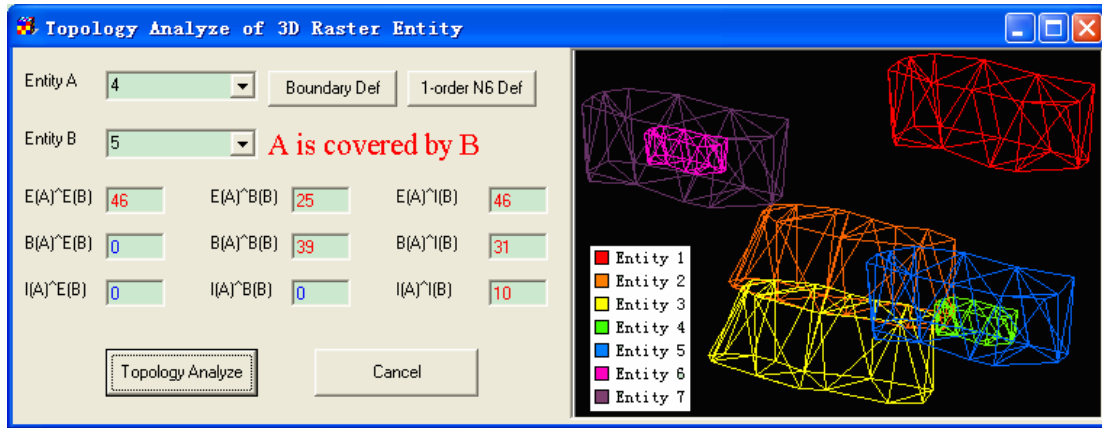 Topology Analyze of 3D Raster Entity
Entity A 4 Boundary Def 1-order N6 Def
Entity B 5 A is covered by B
E(A)^E(B) 46 E(A)^B(B) 25 E(A)^I(B) 46
B(A)^E(B) 0 B(A)^B(B) 39 B(A)^I(B) 31
I(A)^E(B) 0 I(A)^B(B) 0 I(A)^I(B) 10
Topology Analyze Cancel
Entity 1
Entity 2
Entity 3
Entity 4
Entity 5
Entity 6
Entity 7